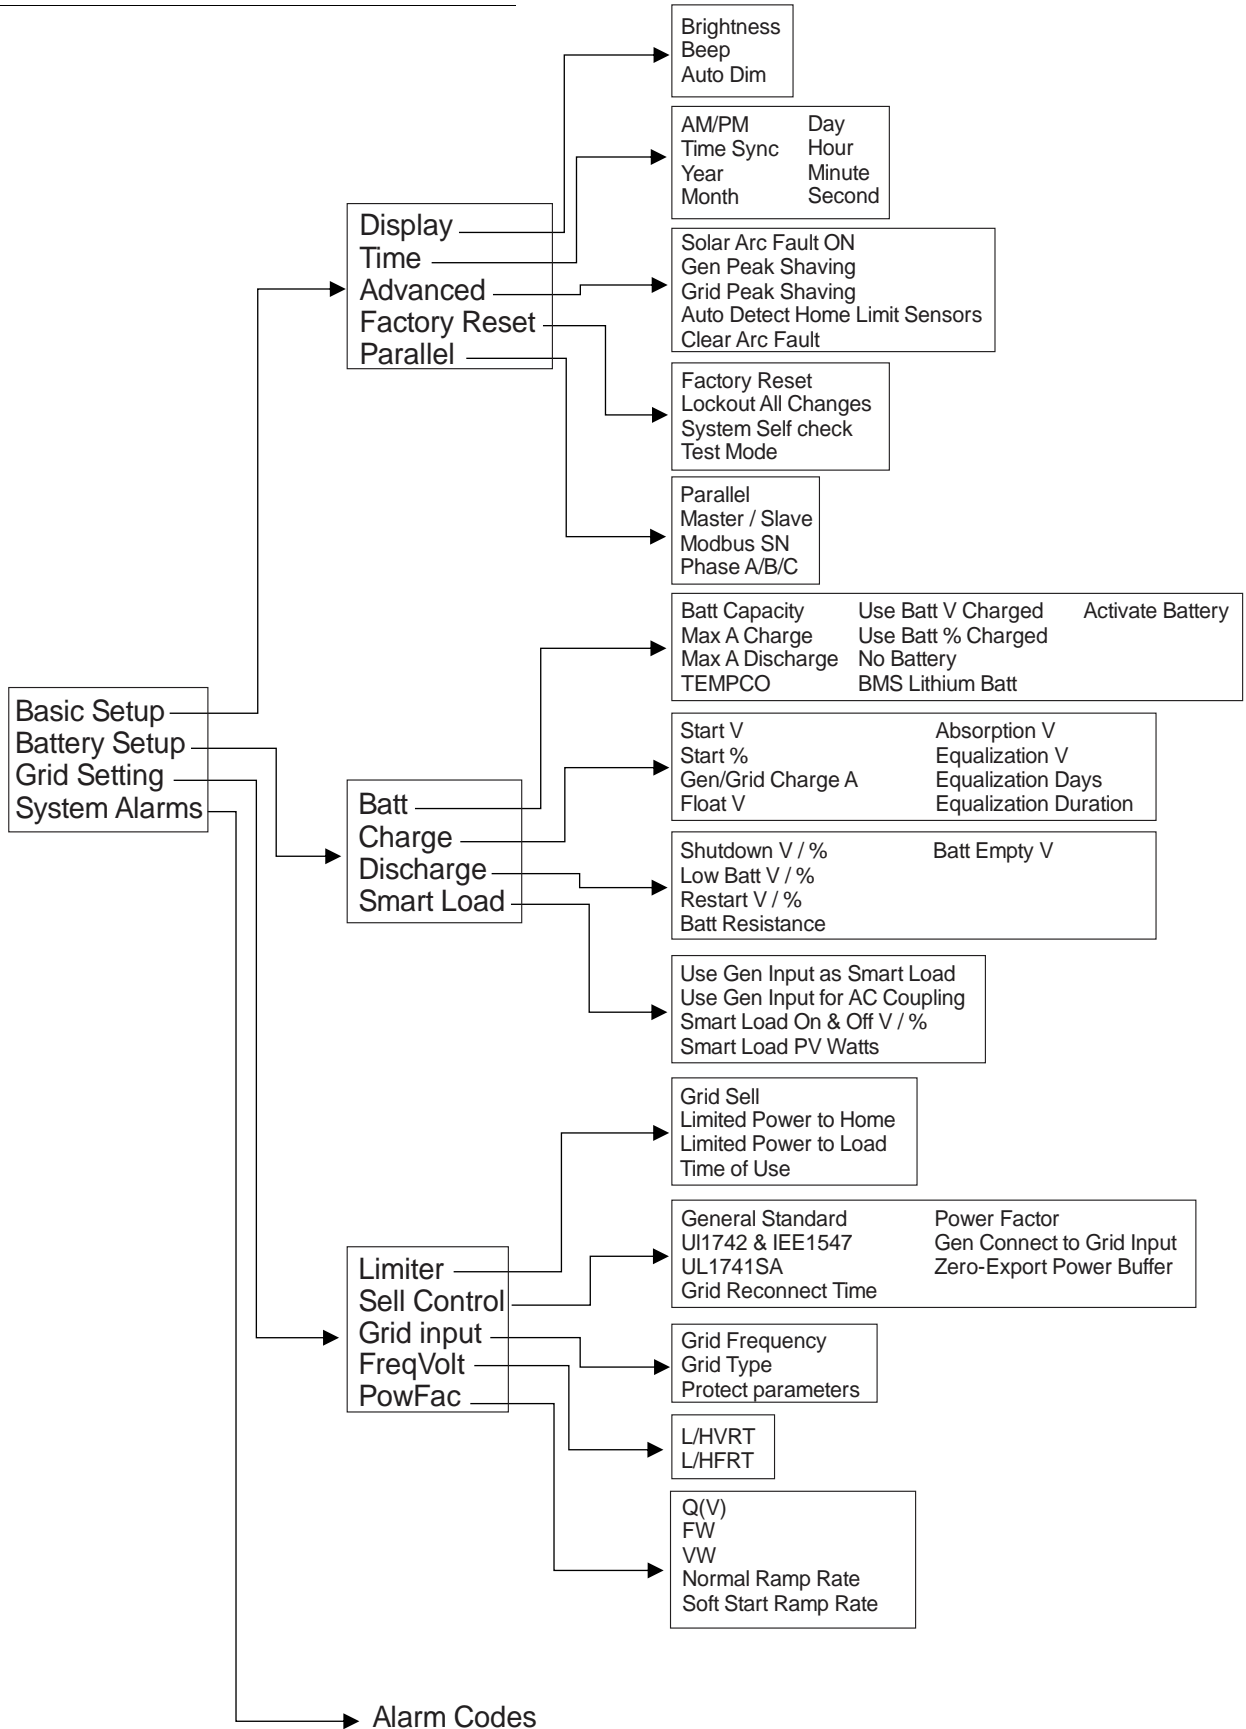 Brightness
Beep
Auto Dim
AM/PM Day
Time Sync Hour
Year Minute
Month Second
Display
Time
Advanced
Factory Reset
Parallel
Solar Arc Fault ON
Gen Peak Shaving
Grid Peak Shaving
Auto Detect Home Limit Sensors
Clear Arc Fault
Factory Reset
Lockout All Changes
System Self check
Test Mode
Parallel
Master / Slave
Modbus SN
Phase A/B/C
Batt Capacity Use Batt V Charged Activate Battery
Max A Charge Use Batt % Charged
Max A Discharge No Battery
TEMPCO BMS Lithium Batt
Basic Setup
Battery Setup
Grid Setting
System Alarms
Start V Absorption V
Start % Equalization V
Gen/Grid Charge A Equalization Days
Float V Equalization Duration
Batt
Charge
Discharge
Smart Load
Shutdown V / % Batt Empty V
Low Batt V / %
Restart V / %
Batt Resistance
Use Gen Input as Smart Load
Use Gen Input for AC Coupling
Smart Load On & Off V / %
Smart Load PV Watts
Grid Sell
Limited Power to Home
Limited Power to Load
Time of Use
General Standard Power Factor
Ul1742 & IEE1547 Gen Connect to Grid Input
UL1741SA Zero-Export Power Buffer
Grid Reconnect Time
Limiter
Sell Control
Grid input
FreqVolt
PowFac
Grid Frequency
Grid Type
Protect parameters
L/HVRT
L/HFRT
Q(V)
FW
VW
Normal Ramp Rate
Soft Start Ramp Rate
Alarm Codes